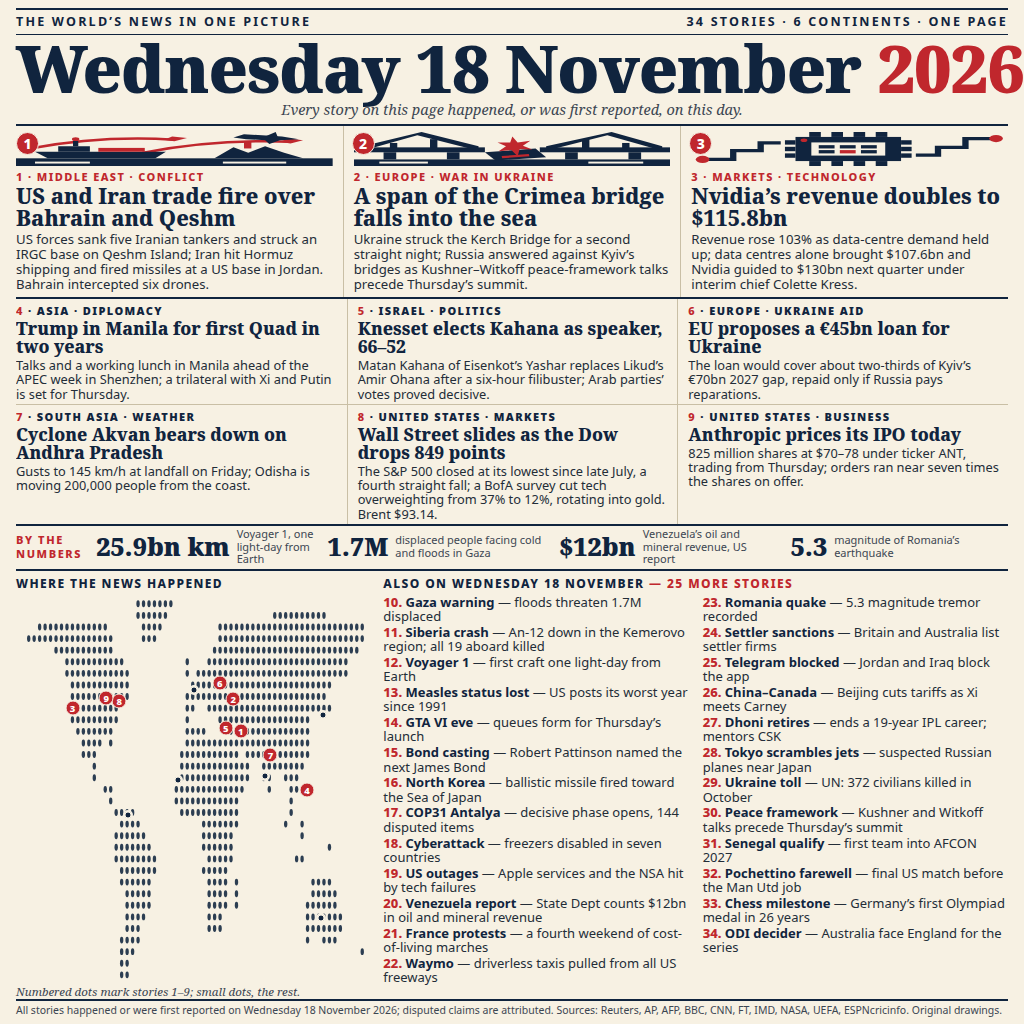 THE WORLD’S NEWS IN ONE PICTURE
34 STORIES · 6 CONTINENTS · ONE PAGE
Wednesday 18 November 2026
Every story on this page happened, or was first reported, on this day.
1
1 · MIDDLE EAST · CONFLICT
US and Iran trade fire over
Bahrain and Qeshm
US forces sank five Iranian tankers and struck an
IRGC base on Qeshm Island; Iran hit Hormuz
shipping and fired missiles at a US base in Jordan.
Bahrain intercepted six drones.
2
2 · EUROPE · WAR IN UKRAINE
A span of the Crimea bridge
falls into the sea
Ukraine struck the Kerch Bridge for a second
straight night; Russia answered against Kyiv’s
bridges as Kushner–Witkoff peace-framework talks
precede Thursday’s summit.
3
3 · MARKETS · TECHNOLOGY
Nvidia’s revenue doubles to
$115.8bn
Revenue rose 103% as data-centre demand held
up; data centres alone brought $107.6bn and
Nvidia guided to $130bn next quarter under
interim chief Colette Kress.
4 · ASIA · DIPLOMACY
Trump in Manila for first Quad in
two years
Talks and a working lunch in Manila ahead of the
APEC week in Shenzhen; a trilateral with Xi and Putin
is set for Thursday.
5 · ISRAEL · POLITICS
Knesset elects Kahana as speaker,
66–52
Matan Kahana of Eisenkot’s Yashar replaces Likud’s
Amir Ohana after a six-hour filibuster; Arab parties’
votes proved decisive.
6 · EUROPE · UKRAINE AID
EU proposes a €45bn loan for
Ukraine
The loan would cover about two-thirds of Kyiv’s
€70bn 2027 gap, repaid only if Russia pays
reparations.
7 · SOUTH ASIA · WEATHER
Cyclone Akvan bears down on
Andhra Pradesh
Gusts to 145 km/h at landfall on Friday; Odisha is
moving 200,000 people from the coast.
8 · UNITED STATES · MARKETS
Wall Street slides as the Dow
drops 849 points
The S&P 500 closed at its lowest since late July, a
fourth straight fall; a BofA survey cut tech
overweighting from 37% to 12%, rotating into gold.
Brent $93.14.
9 · UNITED STATES · BUSINESS
Anthropic prices its IPO today
825 million shares at $70–78 under ticker ANT,
trading from Thursday; orders ran near seven times
the shares on offer.
BY THE
NUMBERS
25.9bn km
Voyager 1, one
light-day from
Earth
1.7M
displaced people facing cold
and floods in Gaza
$12bn
Venezuela’s oil and
mineral revenue, US
report
5.3
magnitude of Romania’s
earthquake
WHERE THE NEWS HAPPENED
6
9
8
2
3
5
1
7
4
Numbered dots mark stories 1–9; small dots, the rest.
ALSO ON WEDNESDAY 18 NOVEMBER — 25 MORE STORIES
10. Gaza warning — floods threaten 1.7M
displaced
11. Siberia crash — An-12 down in the Kemerovo
region; all 19 aboard killed
12. Voyager 1 — first craft one light-day from
Earth
13. Measles status lost — US posts its worst year
since 1991
14. GTA VI eve — queues form for Thursday’s
launch
15. Bond casting — Robert Pattinson named the
next James Bond
16. North Korea — ballistic missile fired toward
the Sea of Japan
17. COP31 Antalya — decisive phase opens, 144
disputed items
18. Cyberattack — freezers disabled in seven
countries
19. US outages — Apple services and the NSA hit
by tech failures
20. Venezuela report — State Dept counts $12bn
in oil and mineral revenue
21. France protests — a fourth weekend of cost-
of-living marches
22. Waymo — driverless taxis pulled from all US
freeways
23. Romania quake — 5.3 magnitude tremor
recorded
24. Settler sanctions — Britain and Australia list
settler firms
25. Telegram blocked — Jordan and Iraq block
the app
26. China–Canada — Beijing cuts tariffs as Xi
meets Carney
27. Dhoni retires — ends a 19-year IPL career;
mentors CSK
28. Tokyo scrambles jets — suspected Russian
planes near Japan
29. Ukraine toll — UN: 372 civilians killed in
October
30. Peace framework — Kushner and Witkoff
talks precede Thursday’s summit
31. Senegal qualify — first team into AFCON
2027
32. Pochettino farewell — final US match before
the Man Utd job
33. Chess milestone — Germany’s first Olympiad
medal in 26 years
34. ODI decider — Australia face England for the
series
All stories happened or were first reported on Wednesday 18 November 2026; disputed claims are attributed. Sources: Reuters, AP, AFP, BBC, CNN, FT, IMD, NASA, UEFA, ESPNcricinfo. Original drawings.